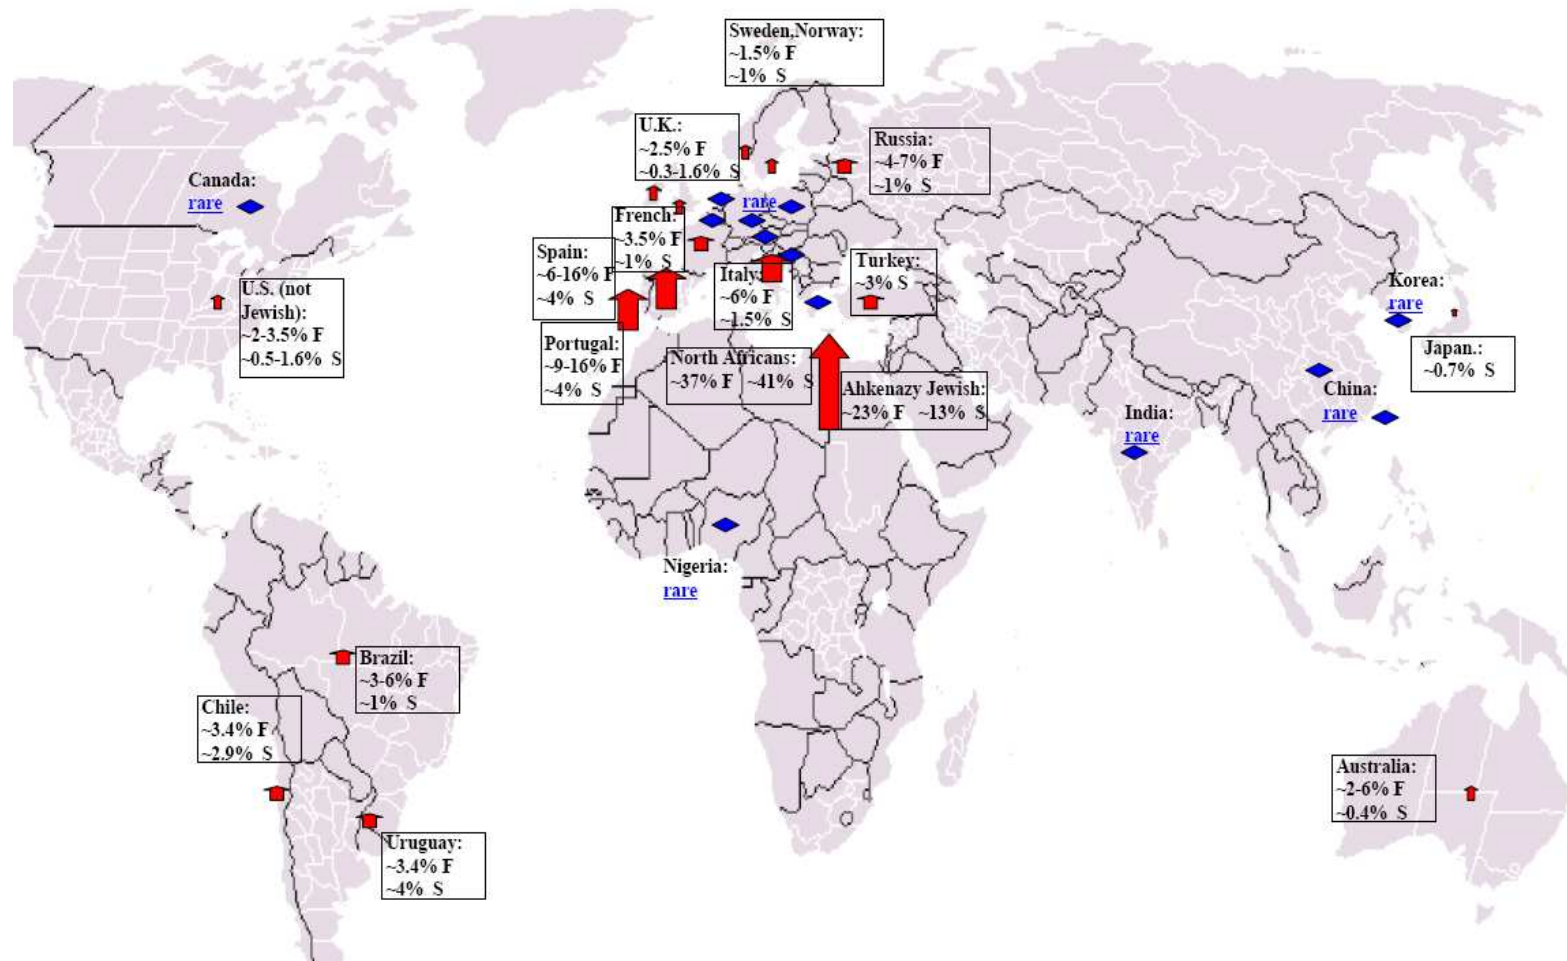 Sweden,Norway:
~1.5% F
~1% S
U.K.:
~2.5% F
~0.3-1.6% S
Russia:
~4-7% F
~1% S
Canada:
rare
rare
French:
~3.5% F
~1% S
Spain:
~6-16% F
~4% S
Italy:
~6% F
~1.5% S
Turkey:
~3% S
Korea:
rare
U.S. (not
Jewish):
~2-3.5% F
~0.5-1.6% S
Portugal:
~9-16% F
~4% S
North Africans:
~37% F ~41% S
Ahkenazy Jewish:
~23% F ~13% S
Japan.:
~0.7% S
China:
rare
India:
rare
Nigeria:
rare
Brazil:
~3-6% F
~1% S
Chile:
~3.4% F
~2.9% S
Uruguay:
~3.4% F
~4% S
Australia:
~2-6% F
~0.4% S